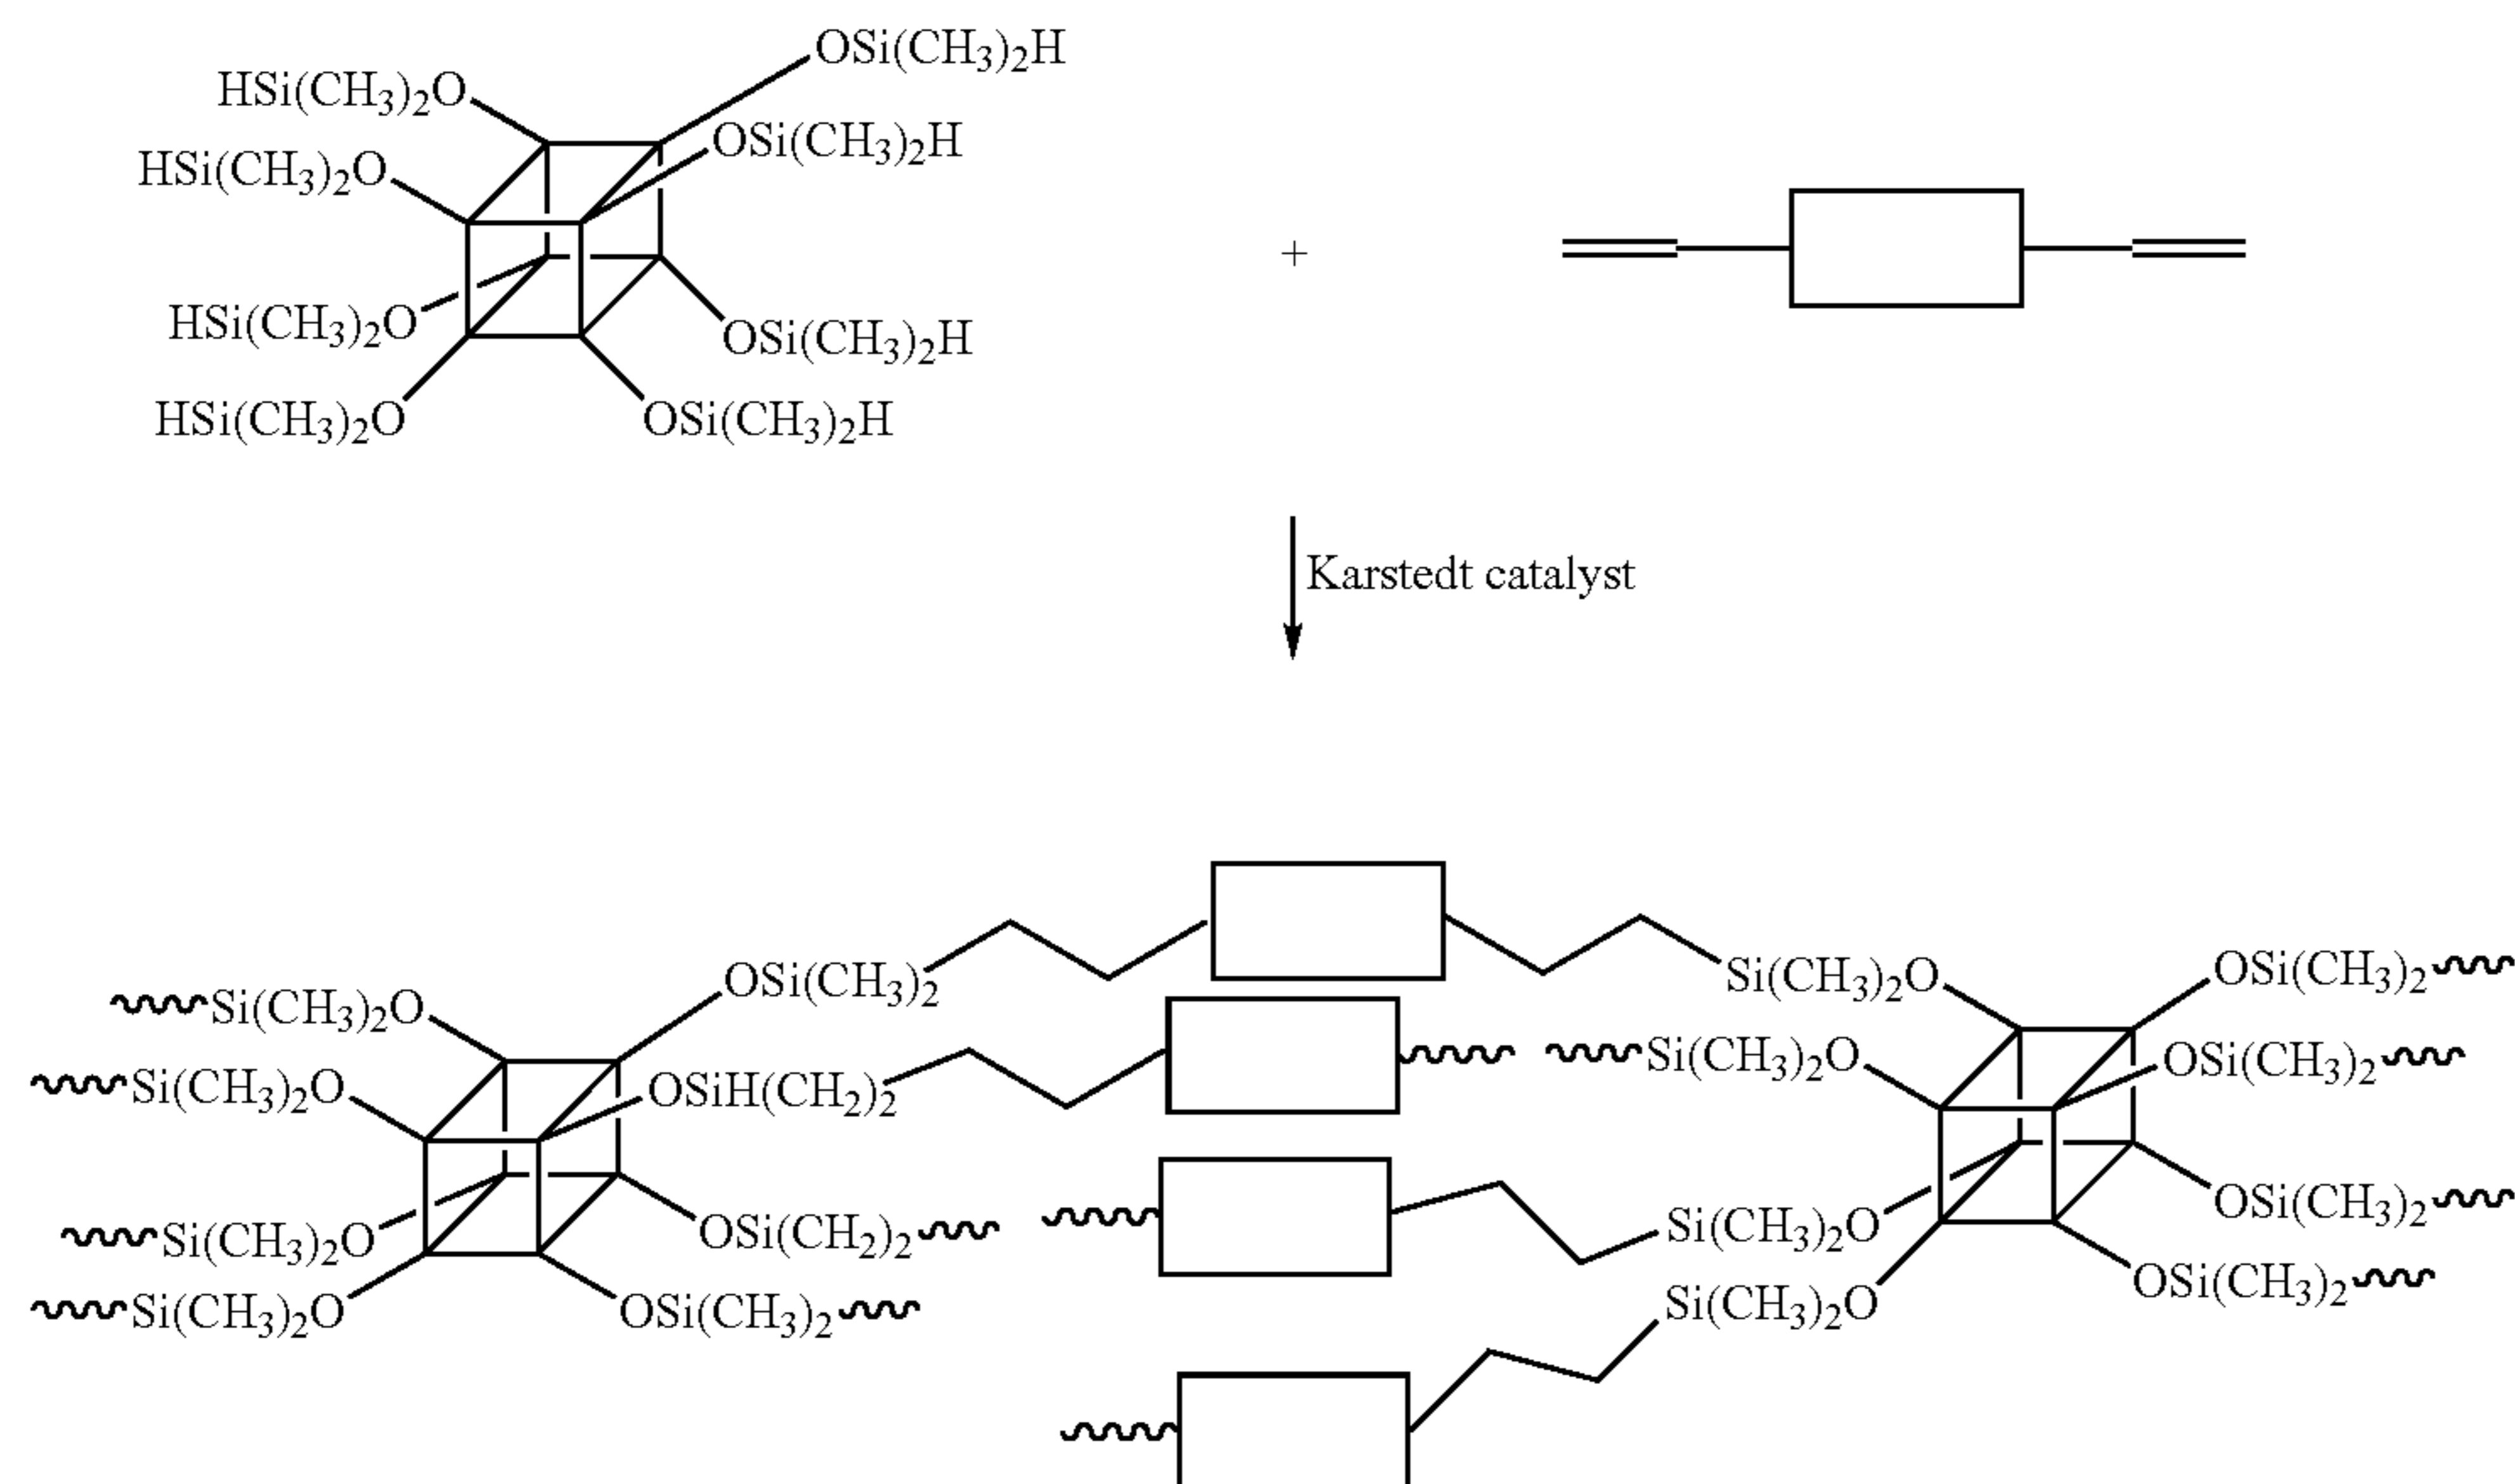 OSi(CH₃)₂H
HSi(CH₃)₂O
OSi(CH₃)₂H
HSi(CH₃)₂O
+
HSi(CH₃)₂O
OSi(CH₃)₂H
HSi(CH₃)₂O
OSi(CH₃)₂H
Karstedt catalyst
OSi(CH₃)₂
Si(CH₃)₂O
OSi(CH₃)₂
Si(CH₃)₂O
Si(CH₃)₂O
OSiH(CH₂)₂
Si(CH₃)₂O
OSi(CH₃)₂
Si(CH₃)₂O
OSi(CH₂)₂
Si(CH₃)₂O
OSi(CH₃)₂
Si(CH₃)₂O
OSi(CH₃)₂
Si(CH₃)₂O
OSi(CH₃)₂